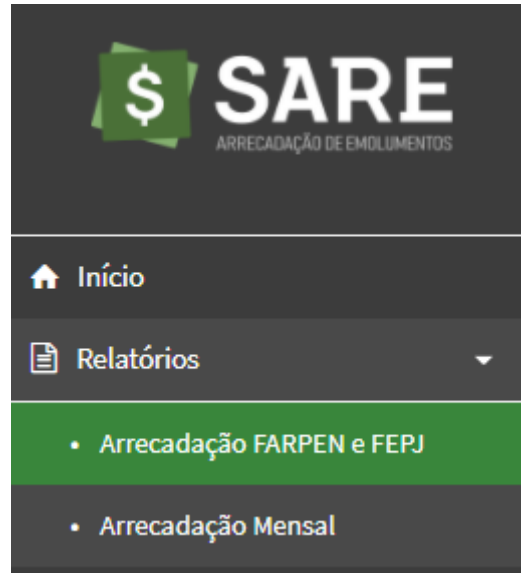 $
SARE
ARRECADAÇÃO DE EMOLUMENTOS
Início
Relatórios
• Arrecadação FARPEN e FEPJ
• Arrecadação Mensal